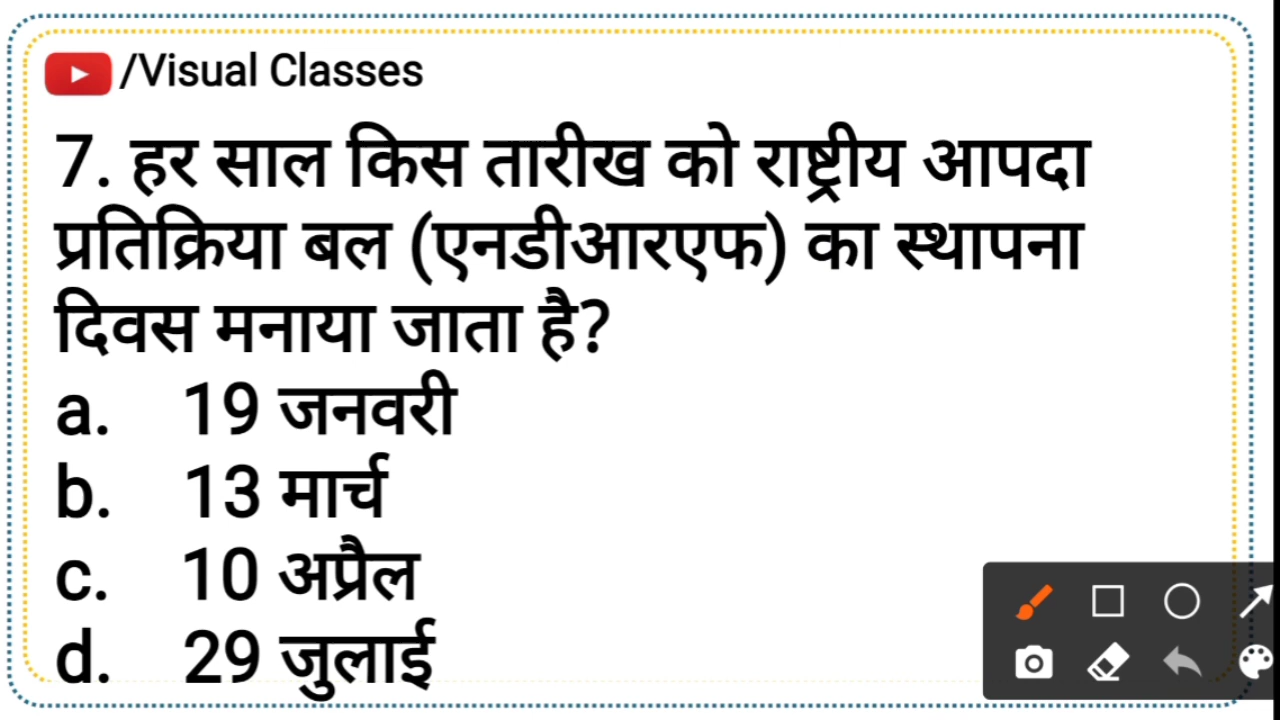 /Visual Classes
7. हर साल किस तारीख को राष्ट्रीय आपदा
प्रतिक्रिया बल (एनडीआरएफ) का स्थापना
दिवस मनाया जाता है?
a. 19 जनवरी
b. 13 मार्च
c. 10 अप्रैल
d. 29 जुलाई